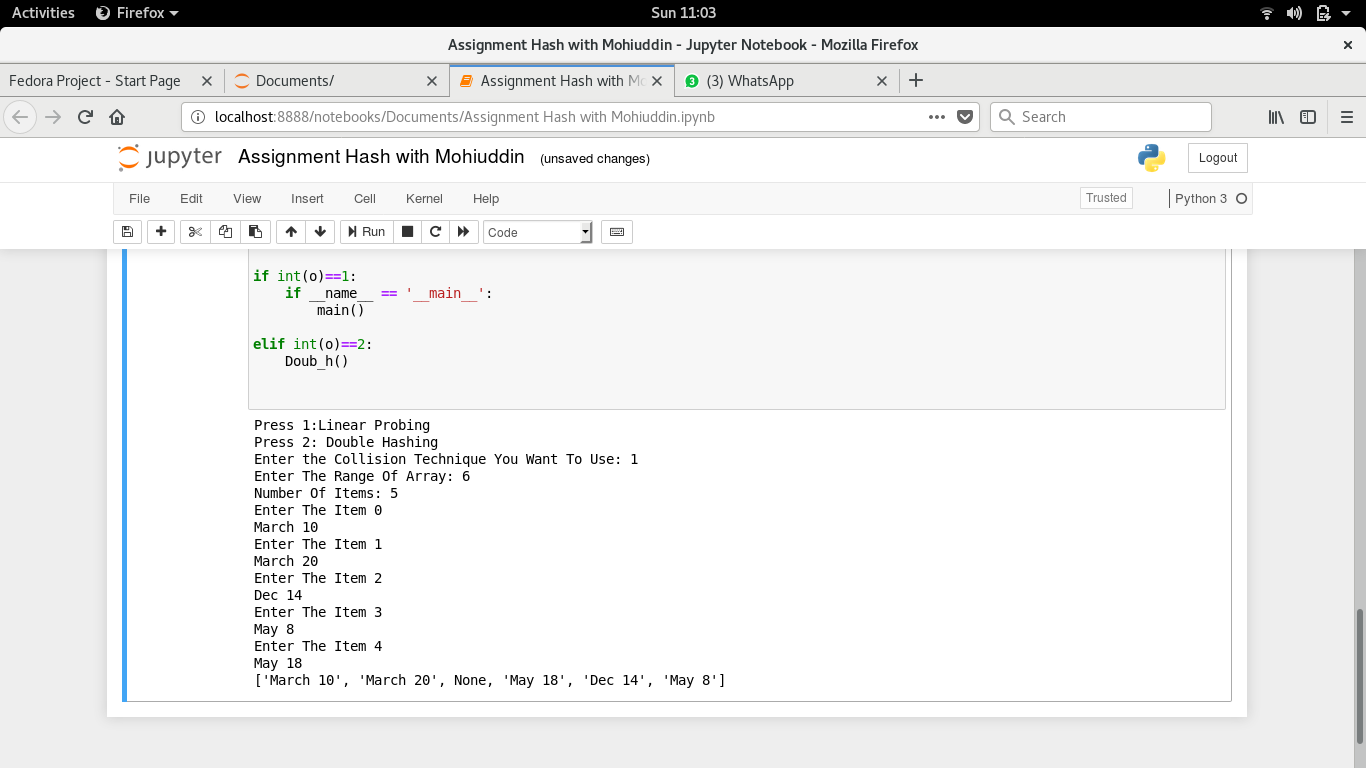 Activities Firefox Sun 11:03
Assignment Hash with Mohiuddin - Jupyter Notebook - Mozilla Firefox
Fedora Project - Start Page Documents/ Assignment Hash with Mo 3 (3) WhatsApp
localhost:8888/notebooks/Documents/Assignment Hash with Mohiuddin.ipynb Search
jupyter Assignment Hash with Mohiuddin (unsaved changes) Logout
File Edit View Insert Cell Kernel Help Trusted Python 3
Run Code
if int(o)==1:
    if __name__ == '__main__':
        main()
elif int(o)==2:
    Doub_h()
Press 1:Linear Probing
Press 2: Double Hashing
Enter the Collision Technique You Want To Use: 1
Enter The Range Of Array: 6
Number Of Items: 5
Enter The Item 0
March 10
Enter The Item 1
March 20
Enter The Item 2
Dec 14
Enter The Item 3
May 8
Enter The Item 4
May 18
['March 10', 'March 20', None, 'May 18', 'Dec 14', 'May 8']